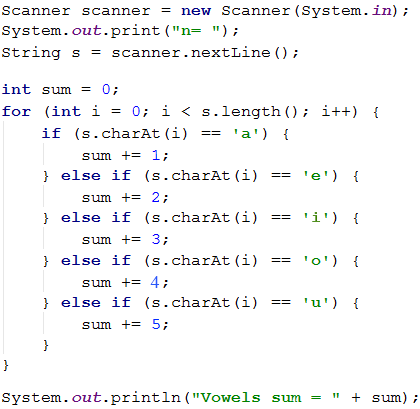 Scanner scanner = new Scanner(System.in);
System.out.print("n= ");
String s = scanner.nextLine();

int sum = 0;
for (int i = 0; i < s.length(); i++) {
    if (s.charAt(i) == 'a') {
        sum += 1;
    } else if (s.charAt(i) == 'e') {
        sum += 2;
    } else if (s.charAt(i) == 'i') {
        sum += 3;
    } else if (s.charAt(i) == 'o') {
        sum += 4;
    } else if (s.charAt(i) == 'u') {
        sum += 5;
    }
}

System.out.println("Vowels sum = " + sum);